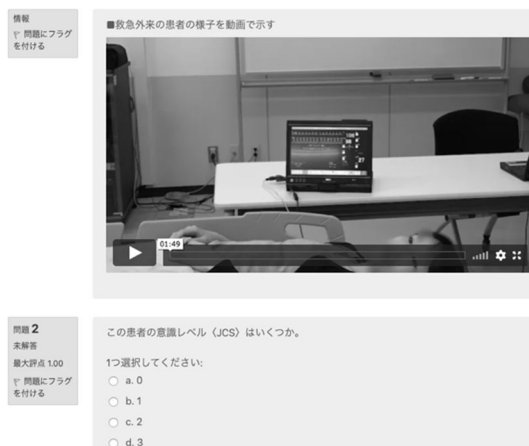 情報
問題にフラグ
を付ける
■救急外来の患者の様子を動画で示す
01:49
問題 2
未解答
最大評点 1.00
問題にフラグ
を付ける
この患者の意識レベル〈JCS〉はいくつか。
1つ選択してください:
a. 0
b. 1
c. 2
d. 3